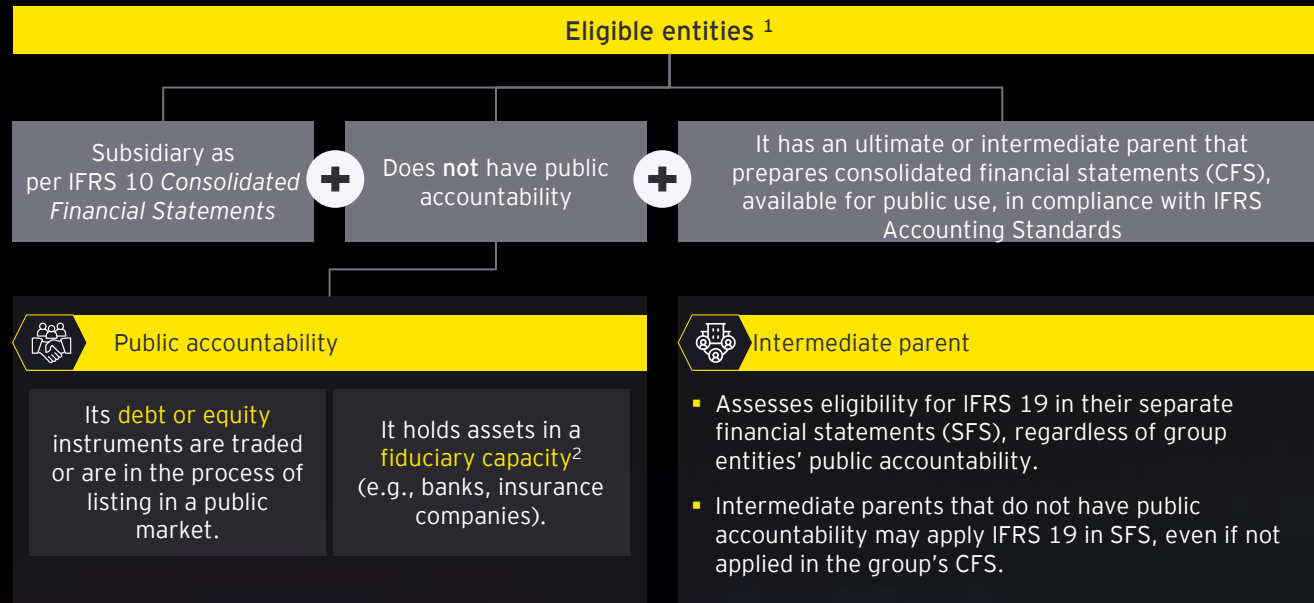 Eligible entities 1
Subsidiary as
per IFRS 10 Consolidated
Financial Statements
+
Does not have public
accountability
+
It has an ultimate or intermediate parent that
prepares consolidated financial statements (CFS),
available for public use, in compliance with IFRS
Accounting Standards
Public accountability
Its debt or equity
instruments are traded
or are in the process of
listing in a public
market.
It holds assets in a
fiduciary capacity2
(e.g., banks, insurance
companies).
Intermediate parent
▪ Assesses eligibility for IFRS 19 in their separate
financial statements (SFS), regardless of group
entities’ public accountability.
▪ Intermediate parents that do not have public
accountability may apply IFRS 19 in SFS, even if not
applied in the group’s CFS.